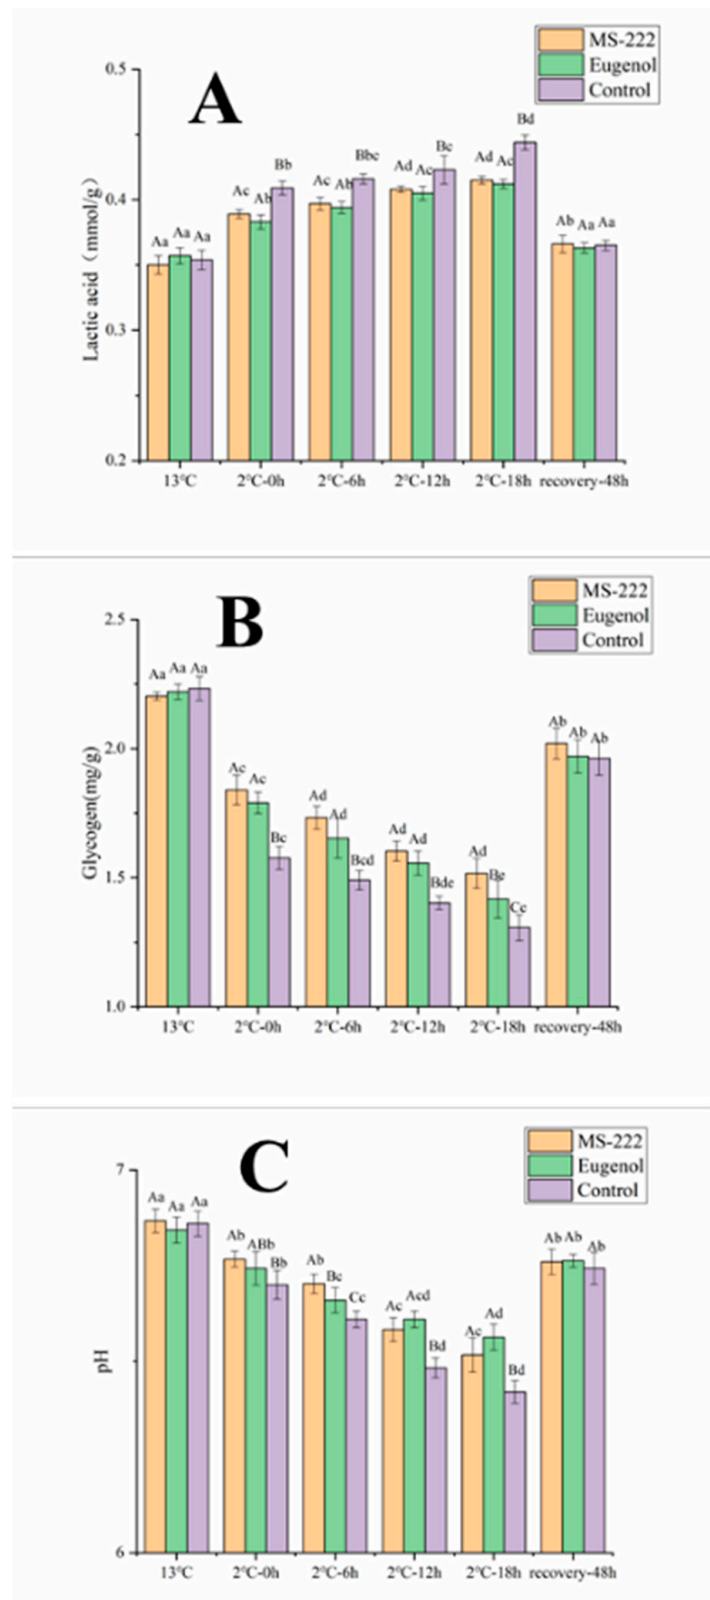 MS-222
Eugenol
Control
A
0.5
0.4
0.3
0.2
Lactic acid（mmol/g）
Aa Aa Aa
Ac Ab Bb
Ac Ab Bbc
Ad Ac Bc
Ad Ac Bd
Ab Aa Aa
13℃ 2℃-0h 2℃-6h 2℃-12h 2℃-18h recovery-48h
MS-222
Eugenol
Control
B
2.5
2.0
1.5
1.0
Glycogen(mg/g)
Aa Aa Aa
Ac Ac Bc
Ad Ad Bcd
Ad Ad Bde
Ad Be Cc
Ab Ab Ab
13℃ 2℃-0h 2℃-6h 2℃-12h 2℃-18h recovery-48h
MS-222
Eugenol
Control
C
7
6
pH
Aa Aa Aa
Ab ABb Bb
Ab Bc Cc
Ac Acd Bd
Ac Ad Bd
Ab Ab Ab
13℃ 2℃-0h 2℃-6h 2℃-12h 2℃-18h recovery-48h